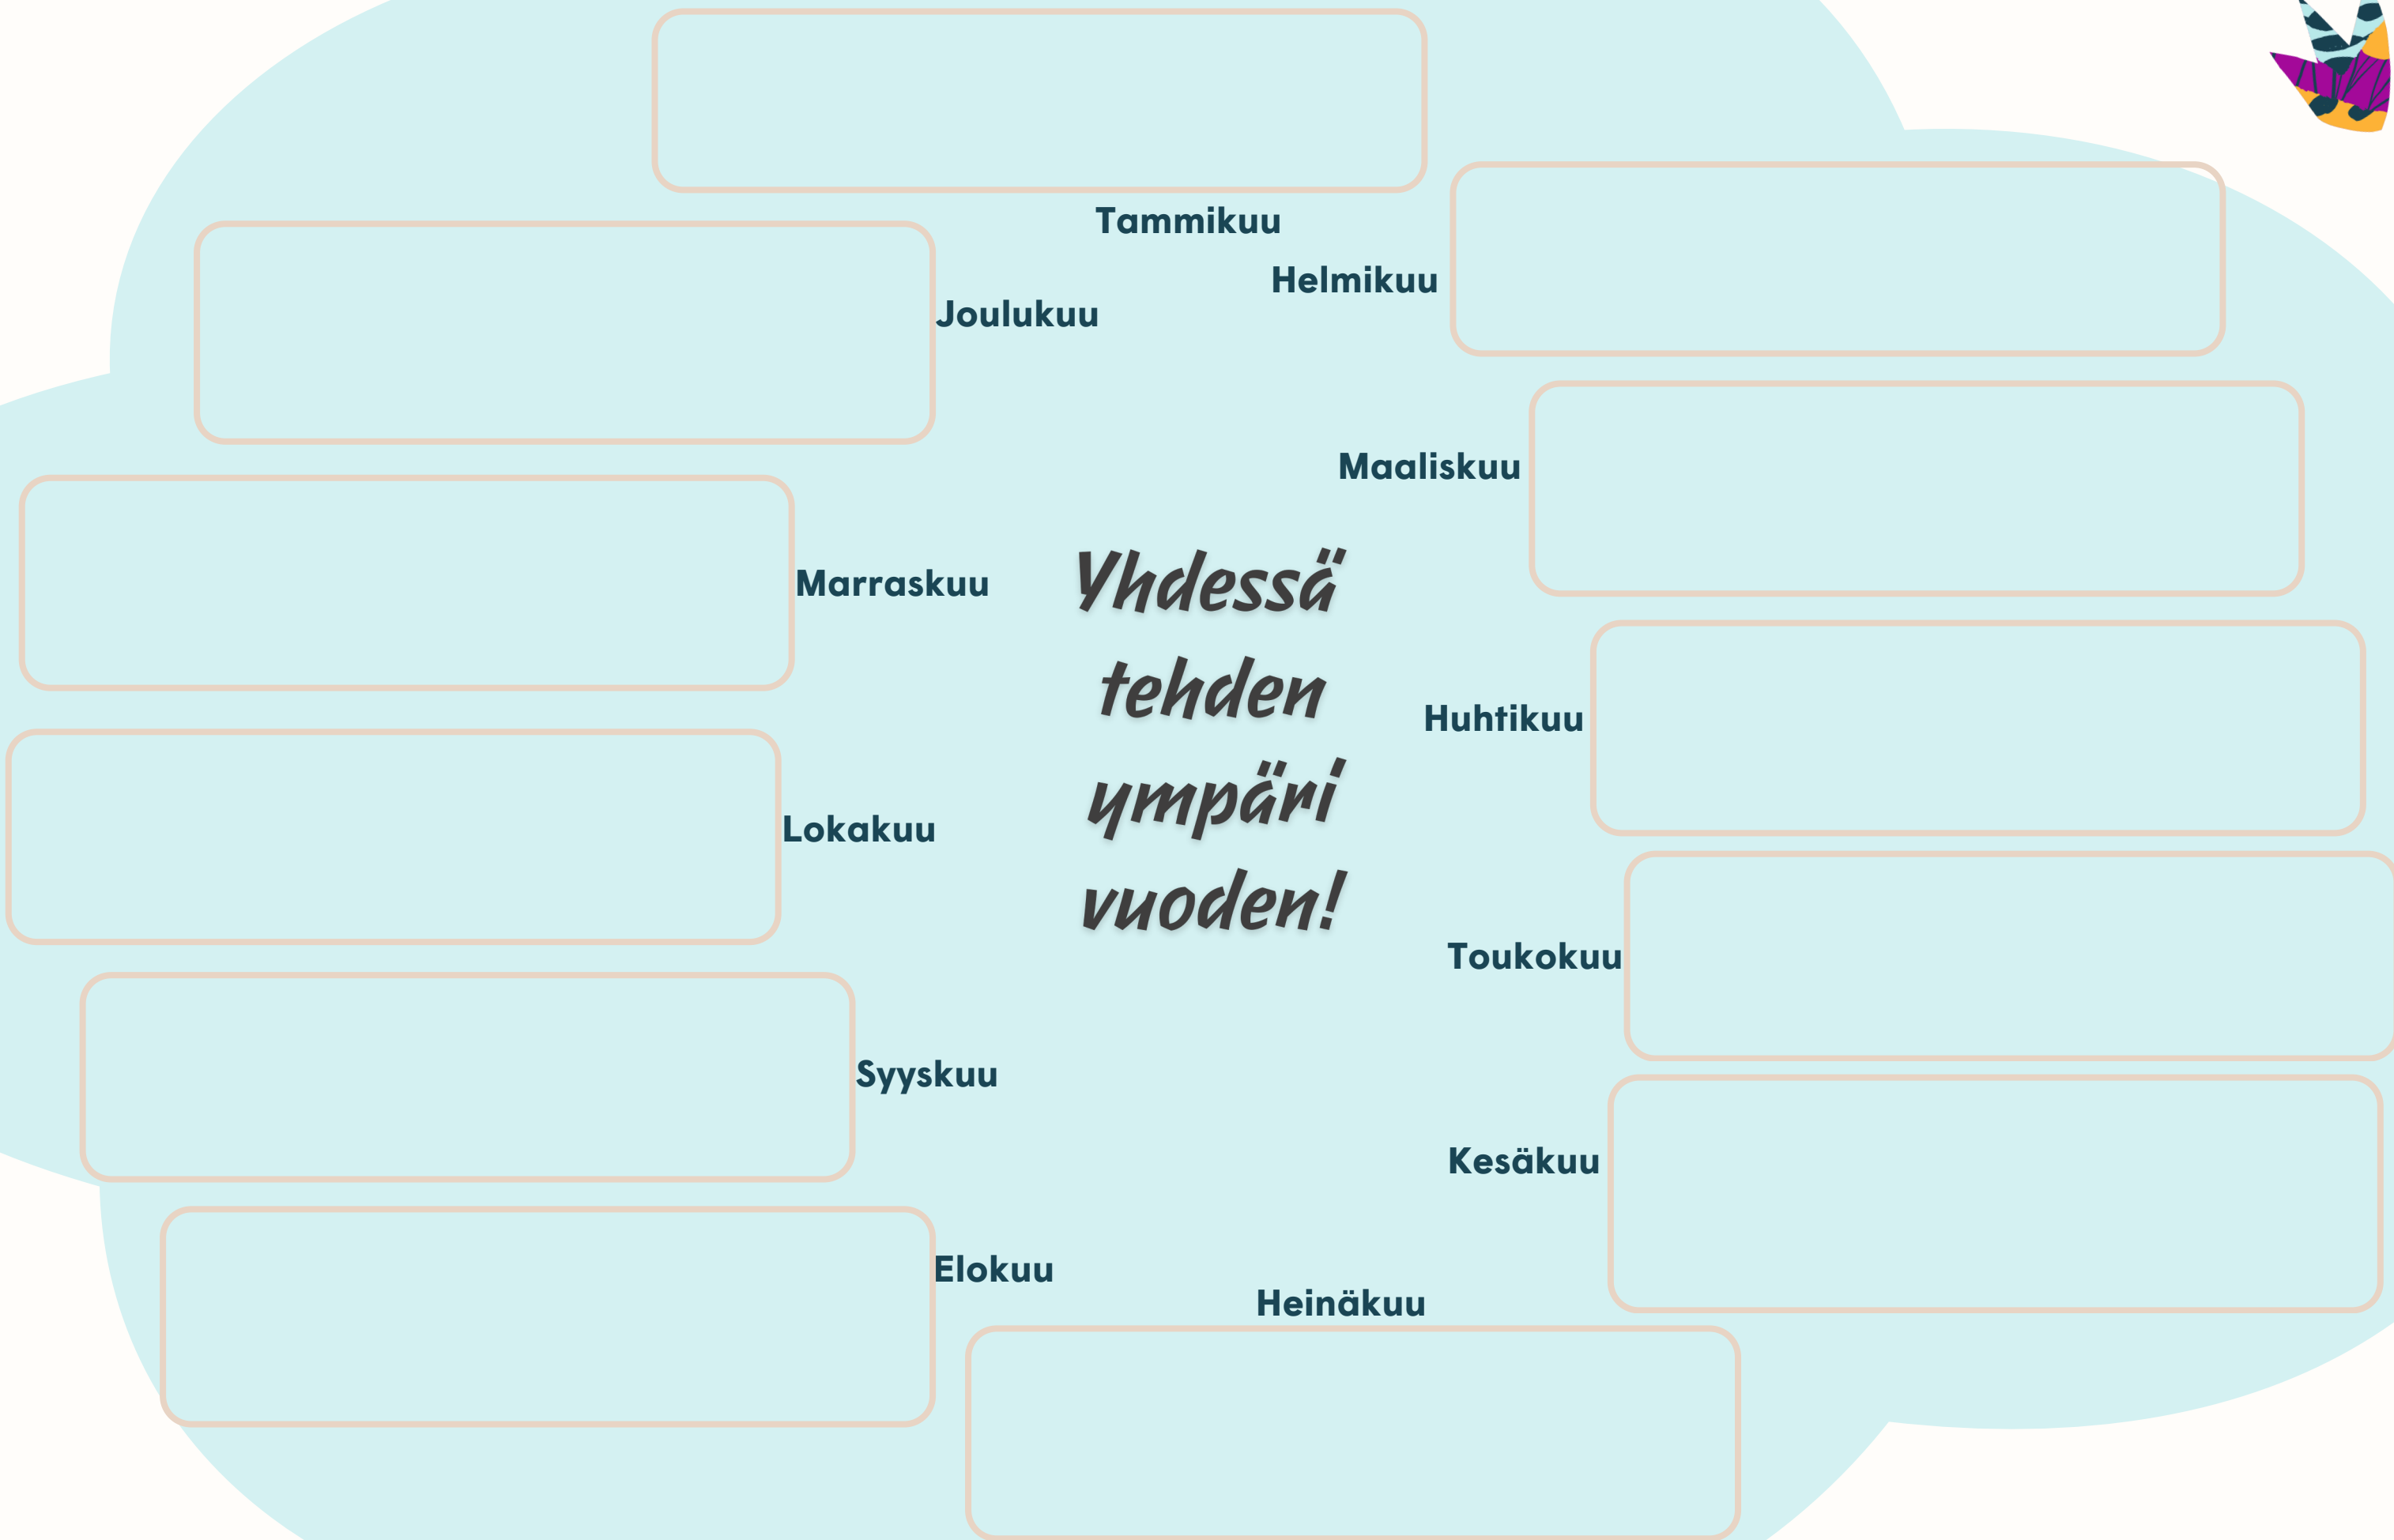 Tammikuu
Helmikuu
Joulukuu
Maaliskuu
Marraskuu
Yhdessä
tehden
ympäri
vuoden!
Huhtikuu
Lokakuu
Toukokuu
Syyskuu
Kesäkuu
Elokuu
Heinäkuu